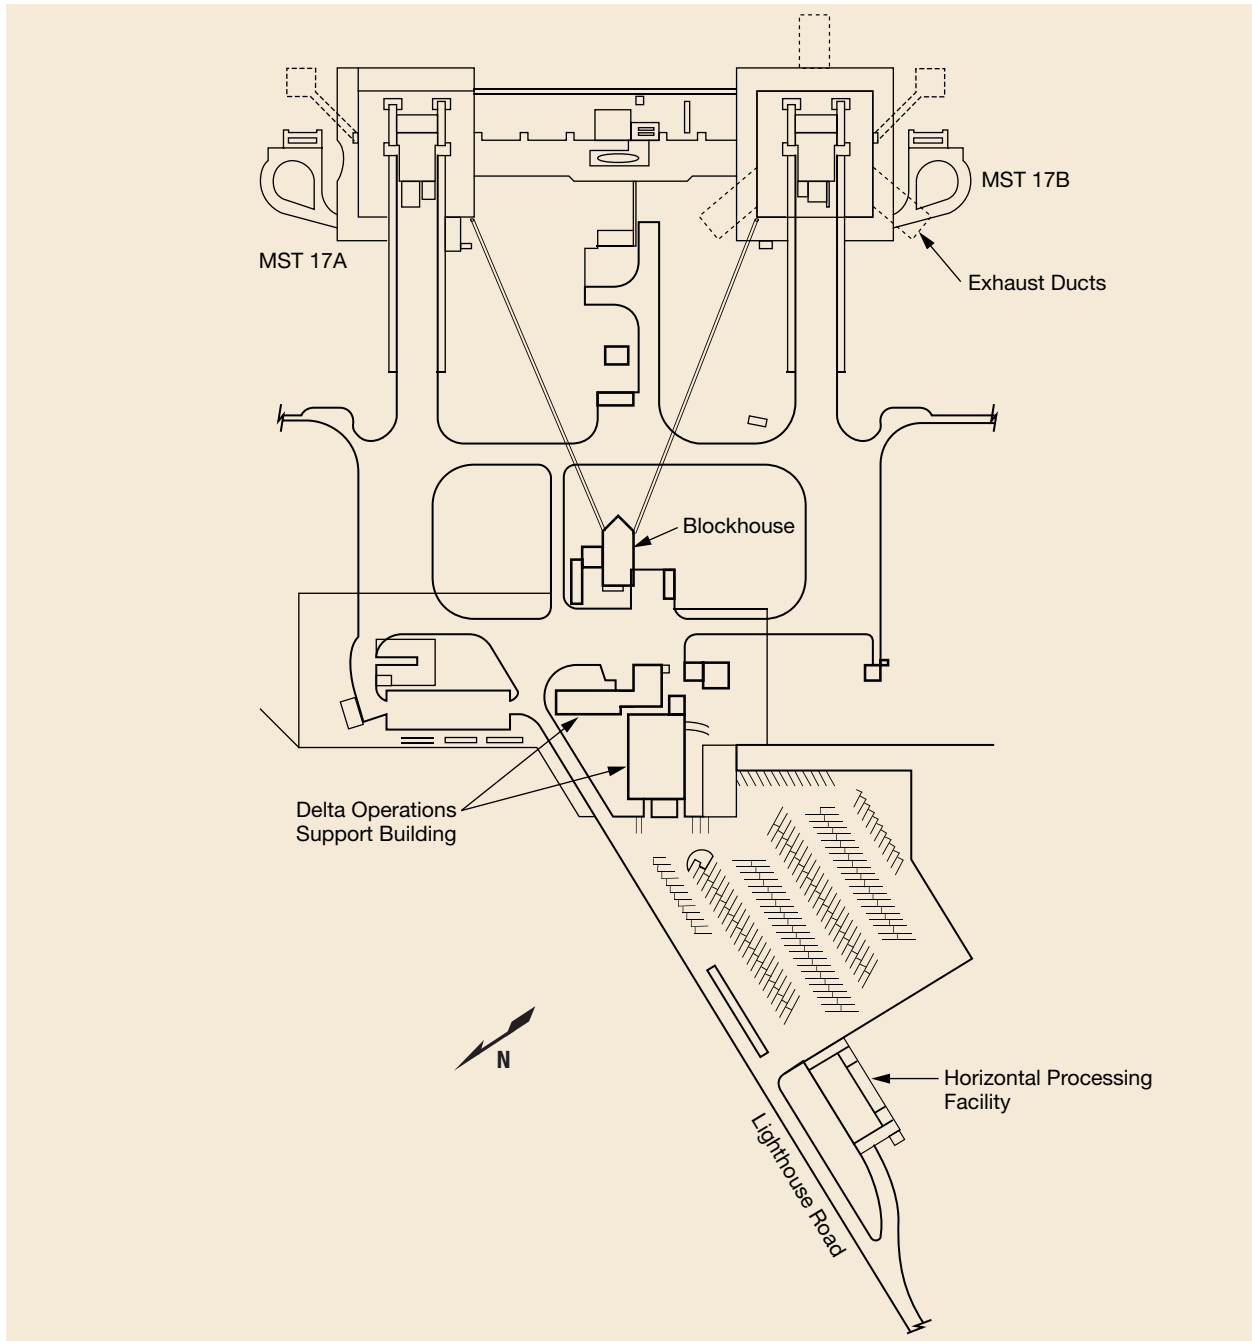 MST 17B
MST 17A
Exhaust Ducts
Blockhouse
Delta Operations
Support Building
N
Horizontal Processing
Facility
Lighthouse Road